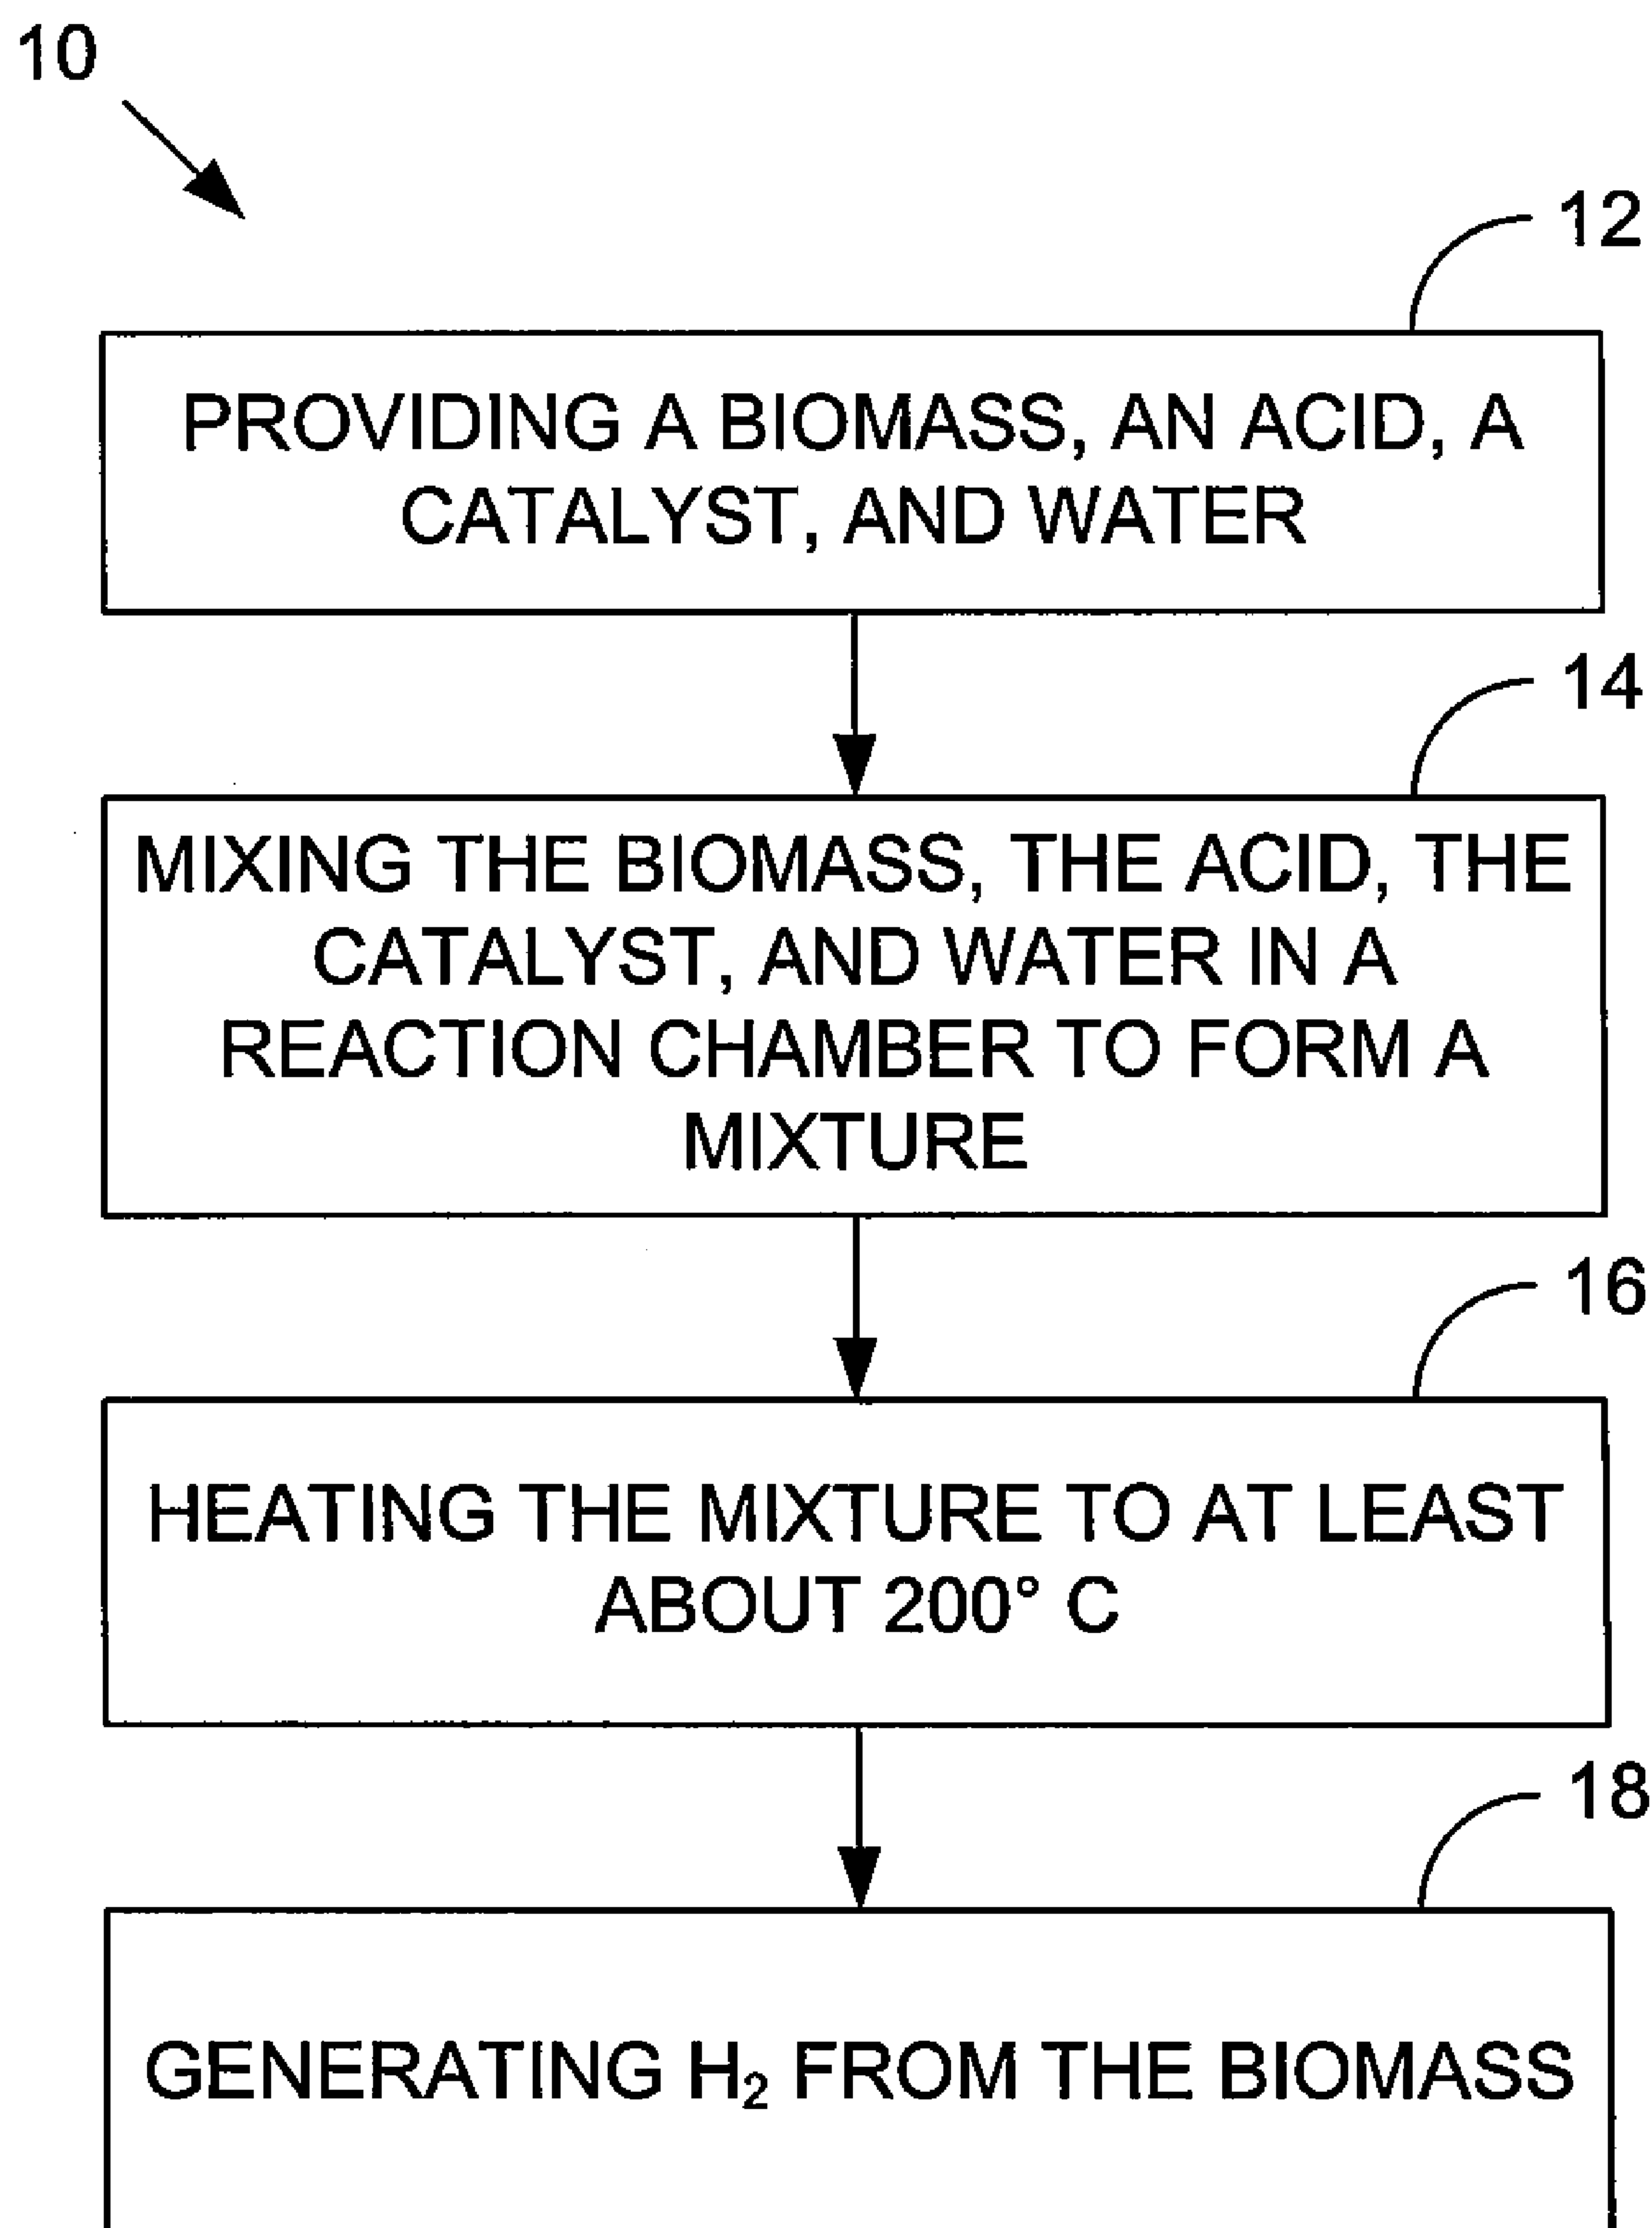 10
12
PROVIDING A BIOMASS, AN ACID, A
CATALYST, AND WATER
14
MIXING THE BIOMASS, THE ACID, THE
CATALYST, AND WATER IN A
REACTION CHAMBER TO FORM A
MIXTURE
16
HEATING THE MIXTURE TO AT LEAST
ABOUT 200° C
18
GENERATING H₂ FROM THE BIOMASS